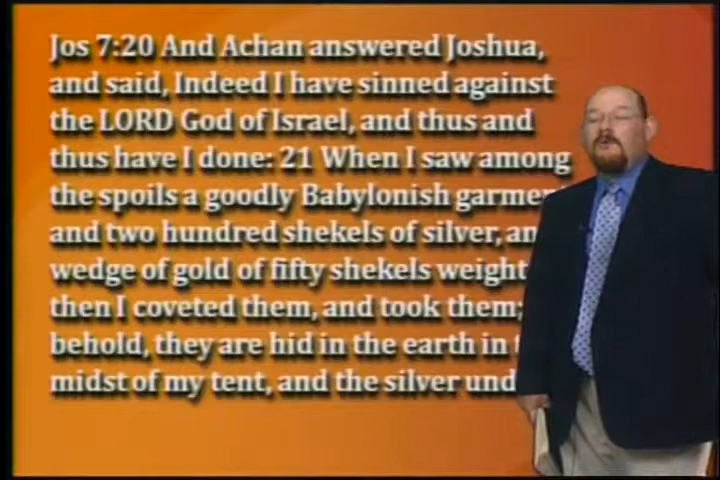 Jos 7:20 And Achan answered Joshua,
and said, Indeed I have sinned against
the LORD God of Israel, and thus and
thus have I done: 21 When I saw among
the spoils a goodly Babylonish
and two hundred shekels of silver,
wedge of gold of fifty shekels weight
then I coveted them, and took them;
behold, they are hid in the earth in
midst of my tent, and the silver